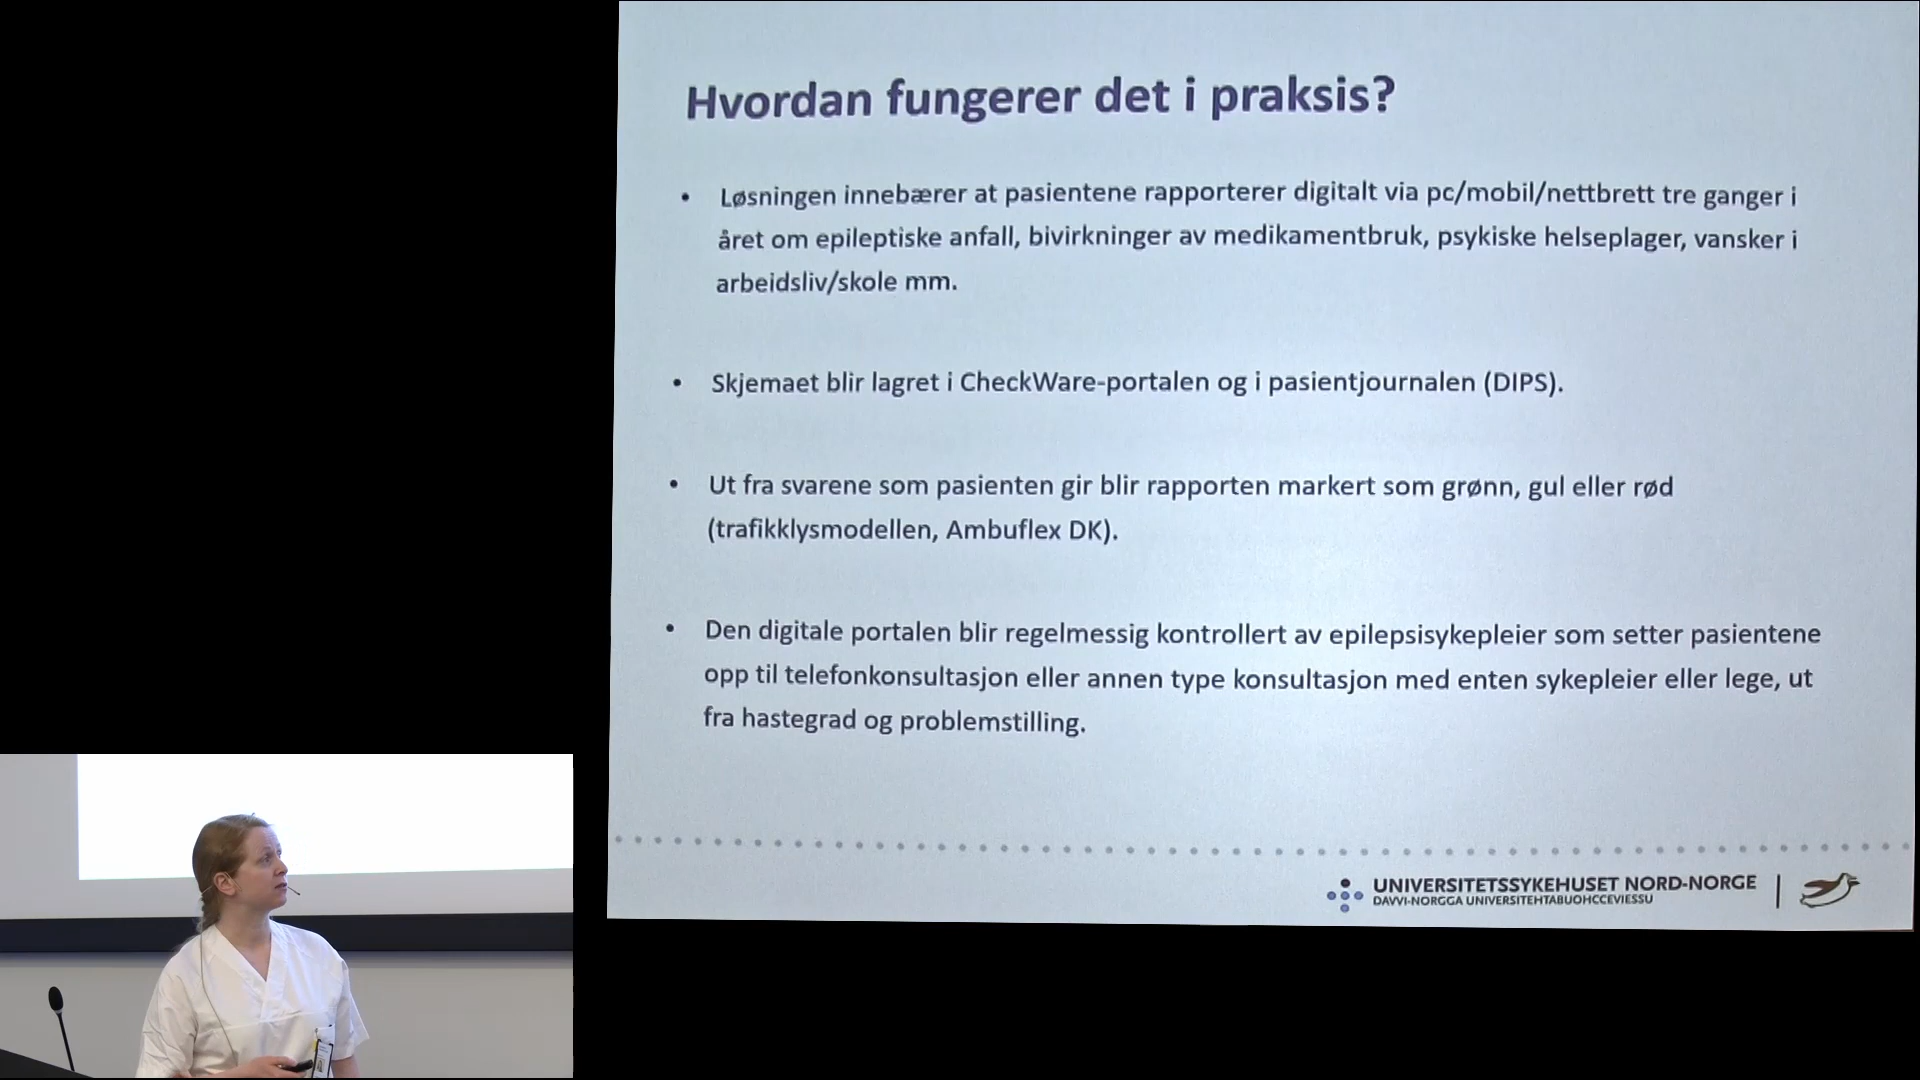 Hvordan fungerer det i praksis?
• Løsningen innebærer at pasientene rapporterer digitalt via pc/mobil/nettbrett tre ganger i
året om epileptiske anfall, bivirkninger av medikamentbruk, psykiske helseplager, vansker i
arbeidsliv/skole mm.
• Skjemaet blir lagret i CheckWare-portalen og i pasientjournalen (DIPS).
• Ut fra svarene som pasienten gir blir rapporten markert som grønn, gul eller rød
(trafikklysmodellen, Ambuflex DK).
• Den digitale portalen blir regelmessig kontrollert av epilepsisykepleier som setter pasientene
opp til telefonkonsultasjon eller annen type konsultasjon med enten sykepleier eller lege, ut
fra hastegrad og problemstilling.
UNIVERSITETSSYKEHUSET NORD-NORGE
DAVVI-NORGGA UNIVERSITEHTABUOHCCEVIESSU